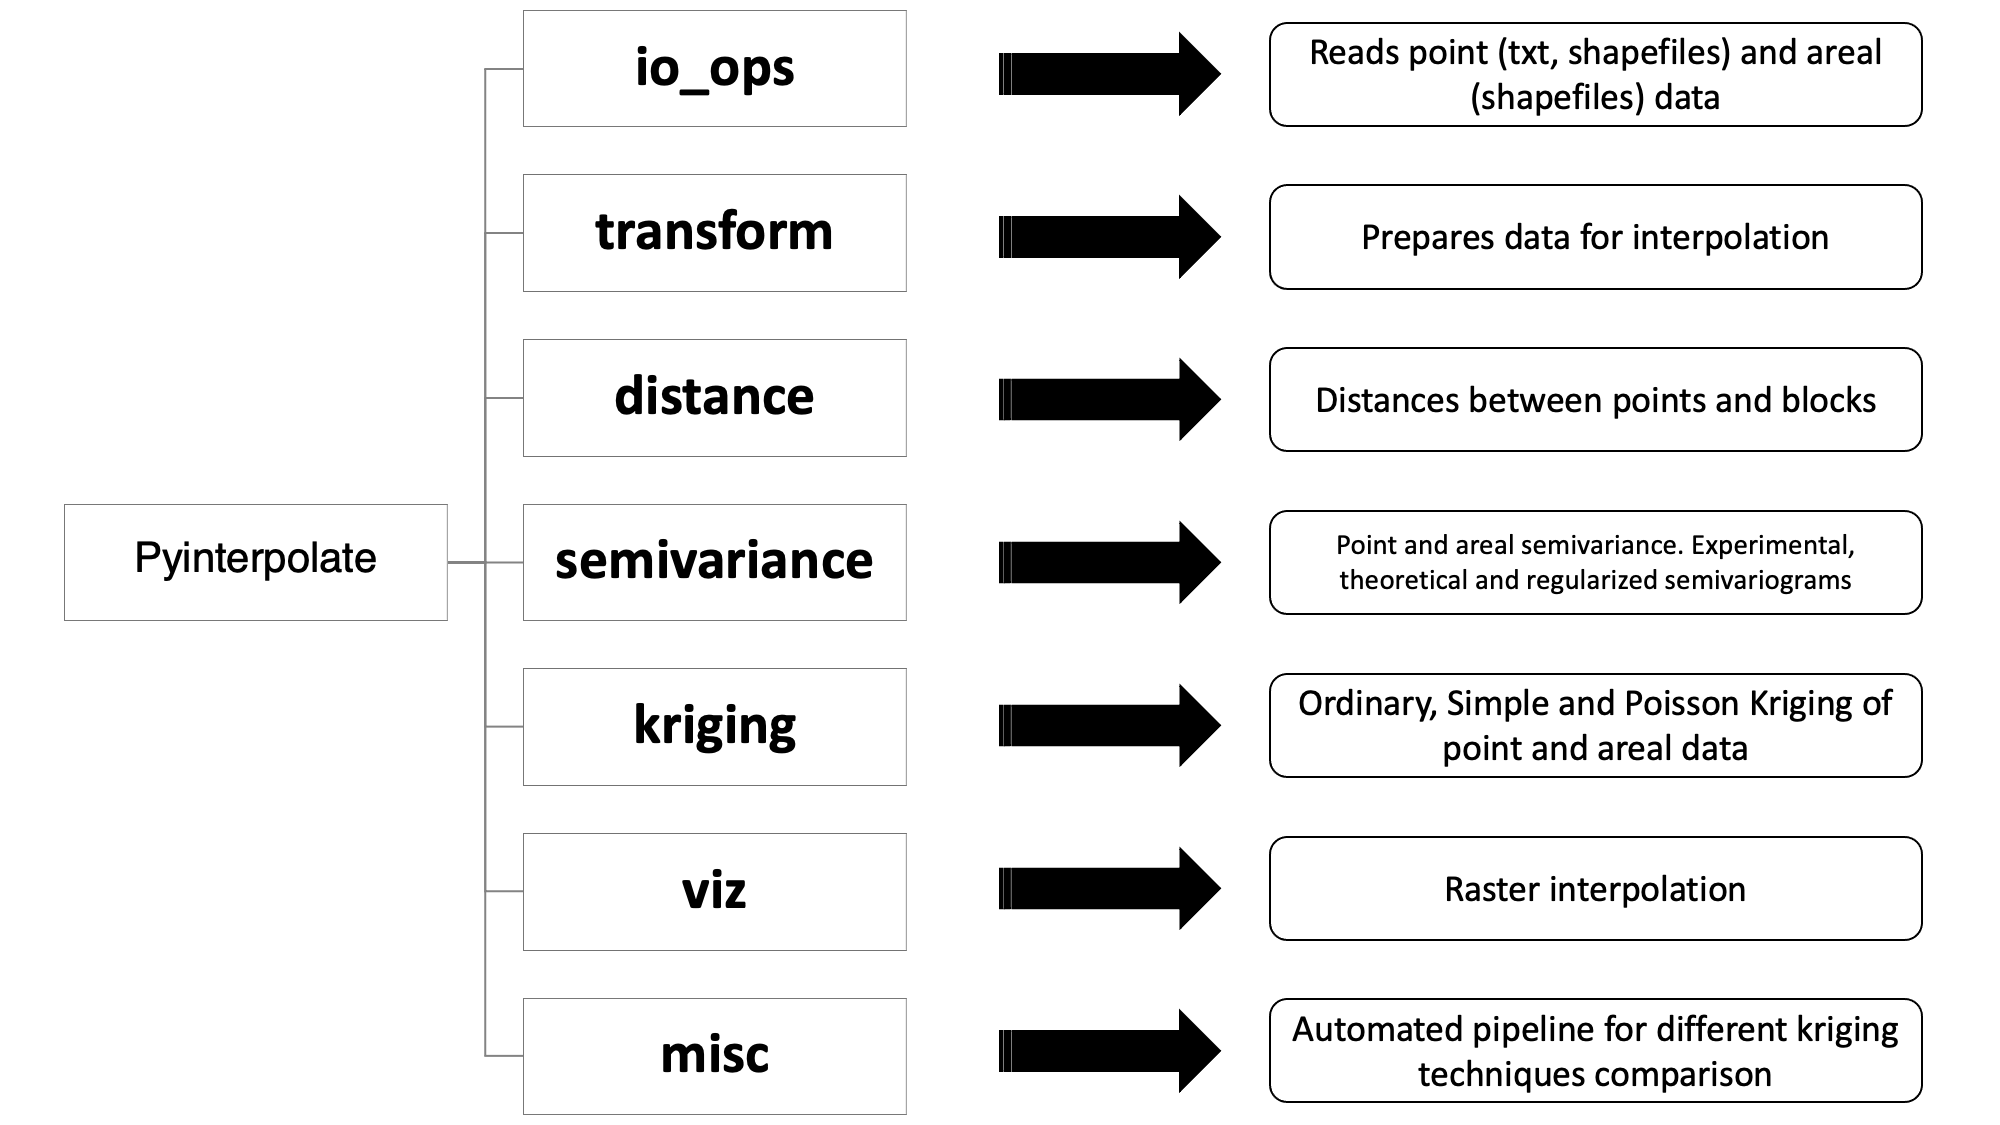 Pyinterpolate
io_ops
Reads point (txt, shapefiles) and areal
(shapefiles) data
transform
Prepares data for interpolation
distance
Distances between points and blocks
semivariance
Point and areal semivariance. Experimental,
theoretical and regularized semivariograms
kriging
Ordinary, Simple and Poisson Kriging of
point and areal data
viz
Raster interpolation
misc
Automated pipeline for different kriging
techniques comparison